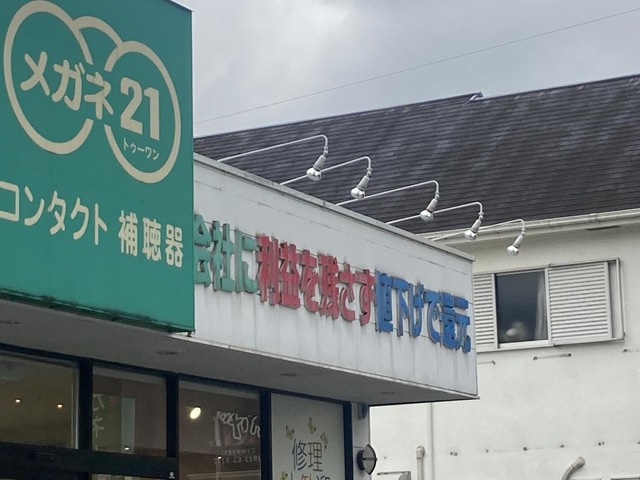 メガネ21
トゥーワン
コンタクト 補聴器
会社に利益を残さず値下げで還元
修理